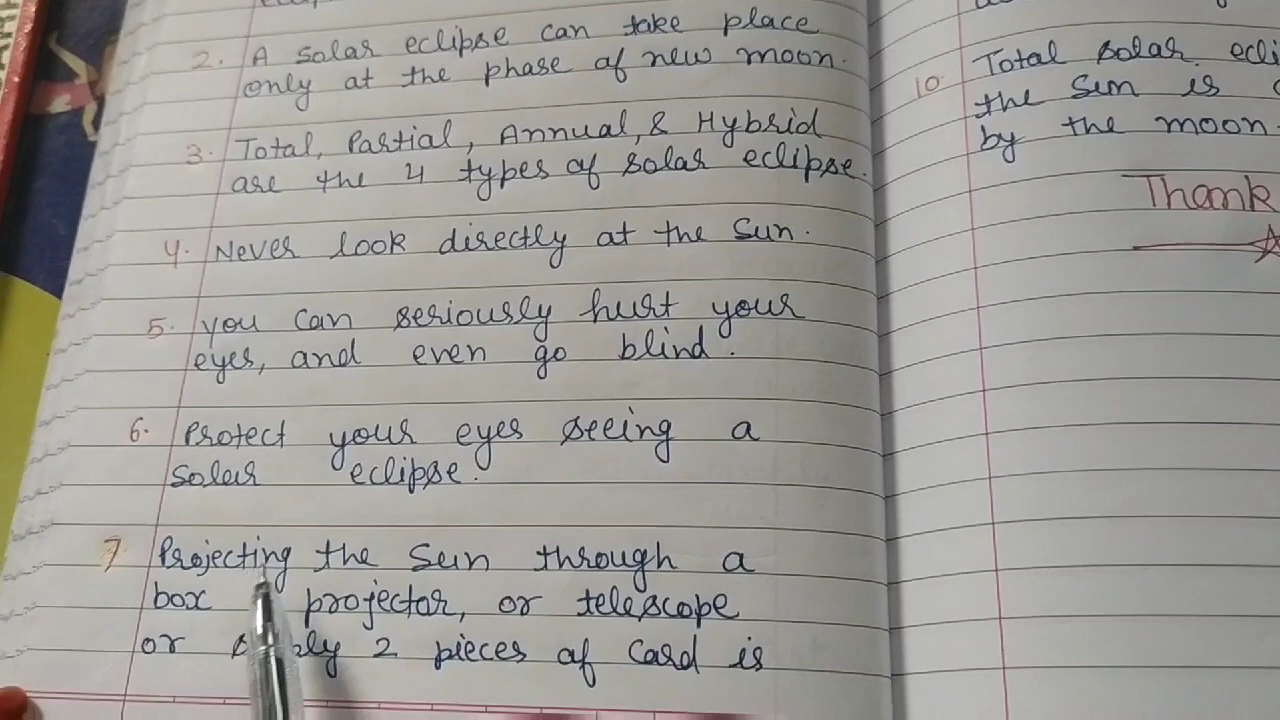 2. A solar eclipse can take place
only at the phase of new moon.
3. Total, Partial, Annual, & Hybrid
are the 4 types of solar eclipse.
4. Never look directly at the Sun.
5. you can seriously hurt your
eyes, and even go blind.
6. Protect your eyes seeing a
solar eclipse.
7. Projecting the Sun through a
box projector, or telescope
or 2 pieces of card is
10. Total solar ecli
the Sun is
by the moon.
Thank